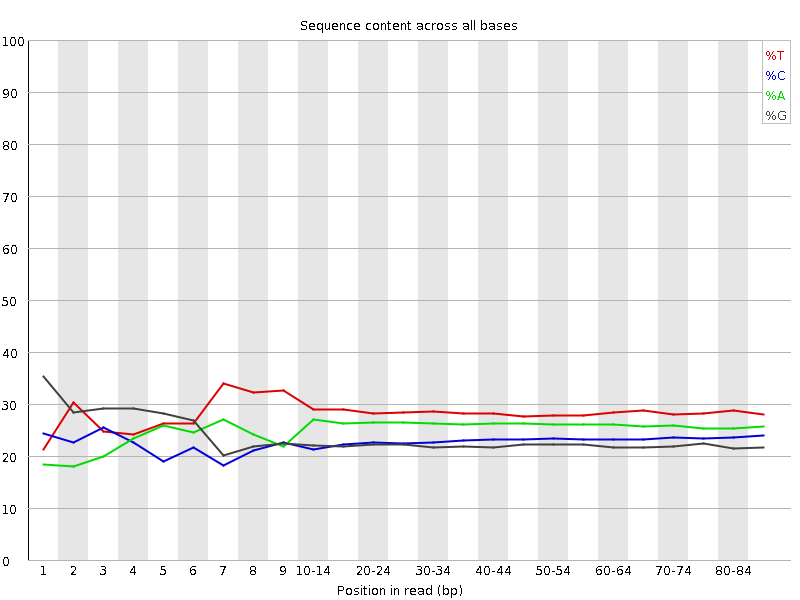 Sequence content across all bases
100
90
80
70
60
50
40
30
20
10
0
%T
%C
%A
%G
1 2 3 4 5 6 7 8 9 10-14 20-24 30-34 40-44 50-54 60-64 70-74 80-84
Position in read (bp)